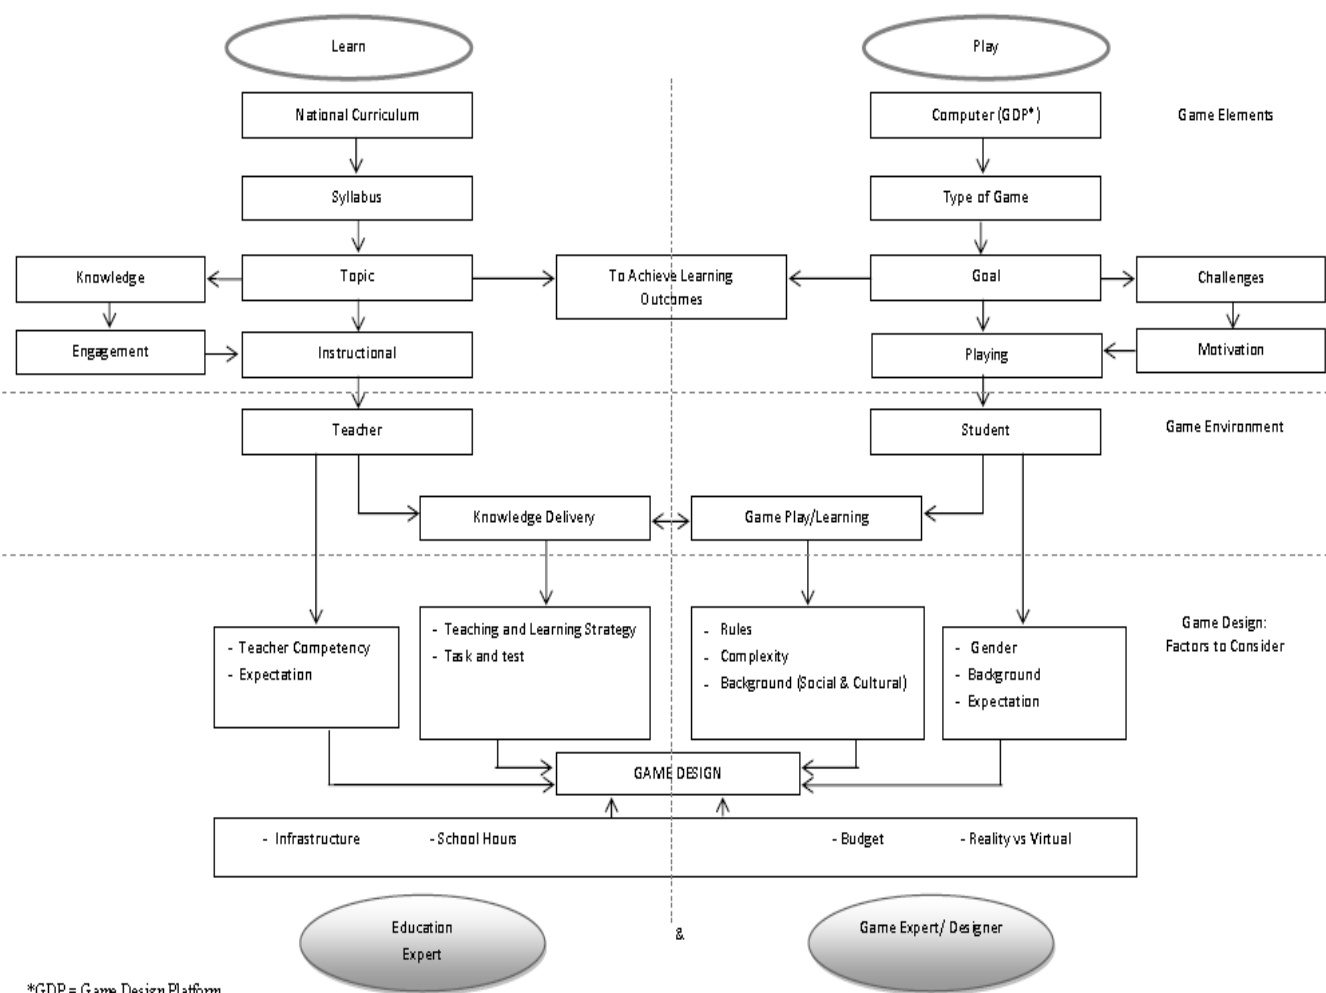 Learn
Play
National Curriculum
Computer (GDP*)
Game Elements
Syllabus
Type of Game
Knowledge
Topic
To Achieve Learning
Outcomes
Goal
Challenges
Engagement
Instructional
Playing
Motivation
Teacher
Student
Game Environment
Knowledge Delivery
Game Play/Learning
- Teacher Competency
- Expectation
- Teaching and Learning Strategy
- Task and test
- Rules
- Complexity
- Background (Social & Cultural)
- Gender
- Background
- Expectation
Game Design:
Factors to Consider
GAME DESIGN
- Infrastructure
- School Hours
- Budget
- Reality vs Virtual
Education
Expert
&
Game Expert/ Designer
*GDP = Game Design Platform